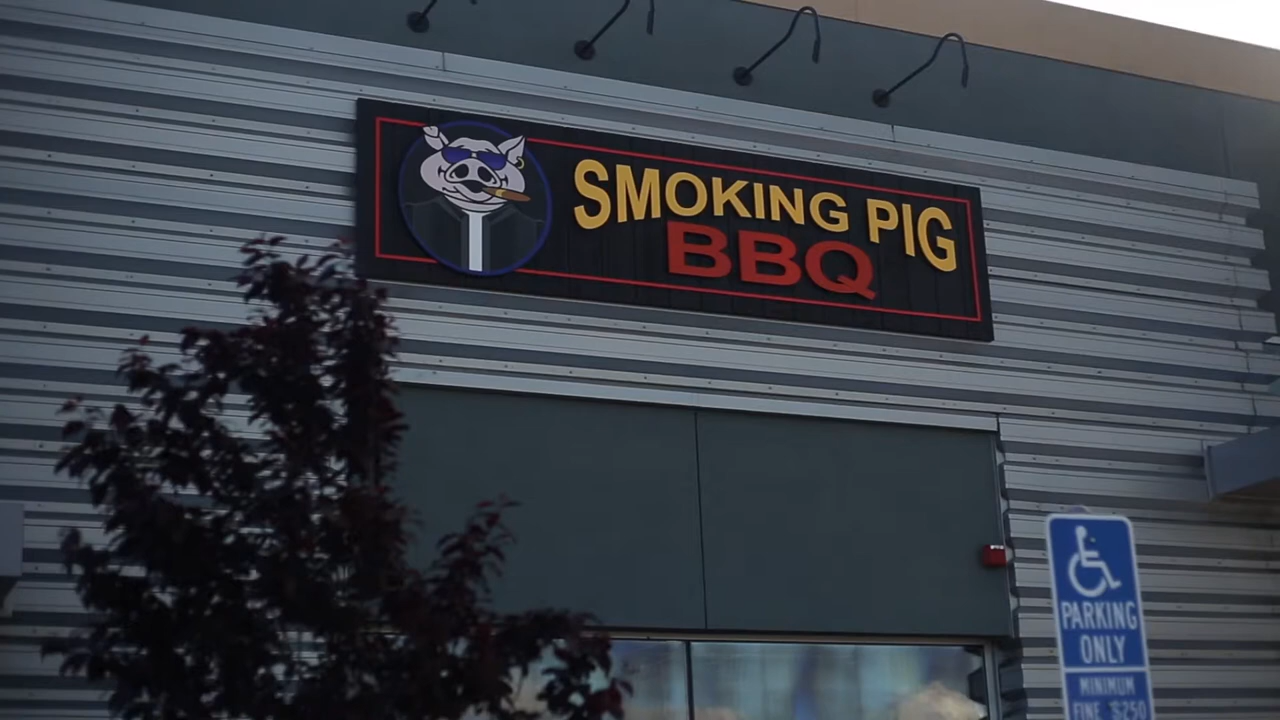 SMOKING PIG
BBQ
PARKING
ONLY
MINIMUM
FINE $250